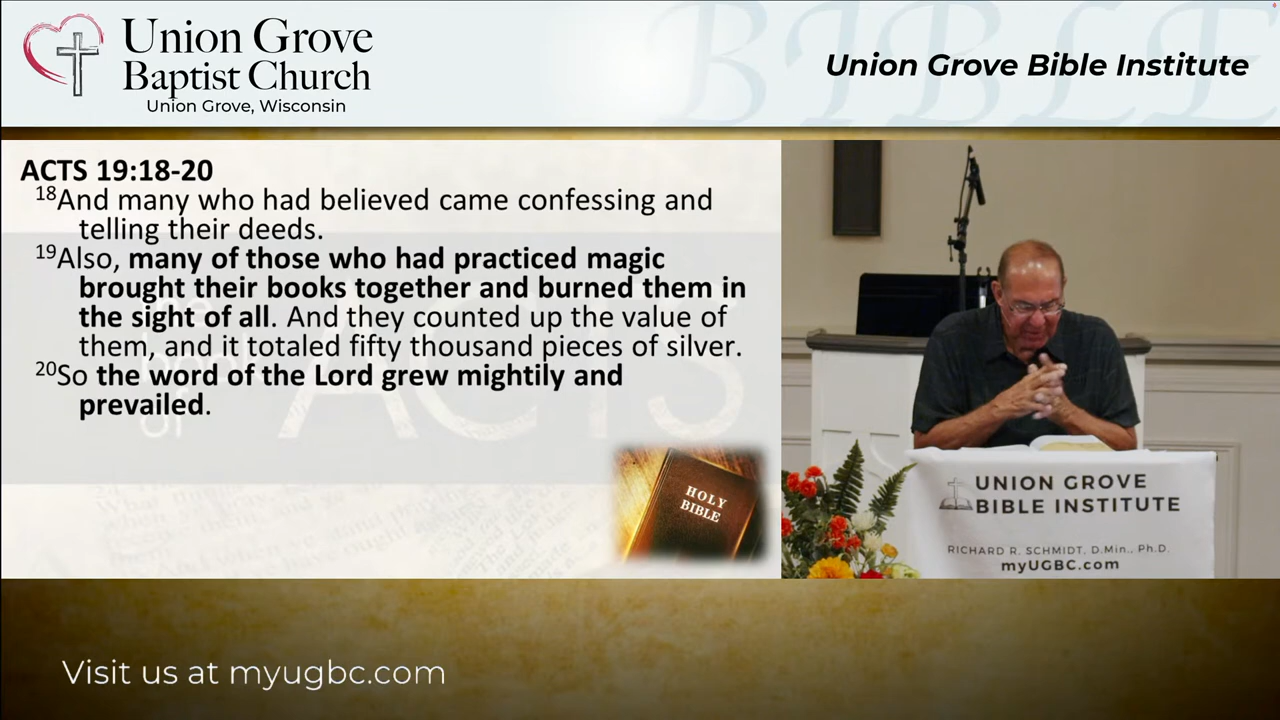 Union Grove
Baptist Church
Union Grove, Wisconsin
BIBLE
Union Grove Bible Institute
ACTS 19:18-20
18And many who had believed came confessing and
telling their deeds.
19Also, many of those who had practiced magic
brought their books together and burned them in
the sight of all. And they counted up the value of
them, and it totaled fifty thousand pieces of silver.
20So the word of the Lord grew mightily and
prevailed.
book
of
ACTS
HOLY
BIBLE
UNION GROVE
BIBLE INSTITUTE
RICHARD R. SCHMIDT, D.Min., Ph.D.
myUGBC.com
Visit us at myugbc.com